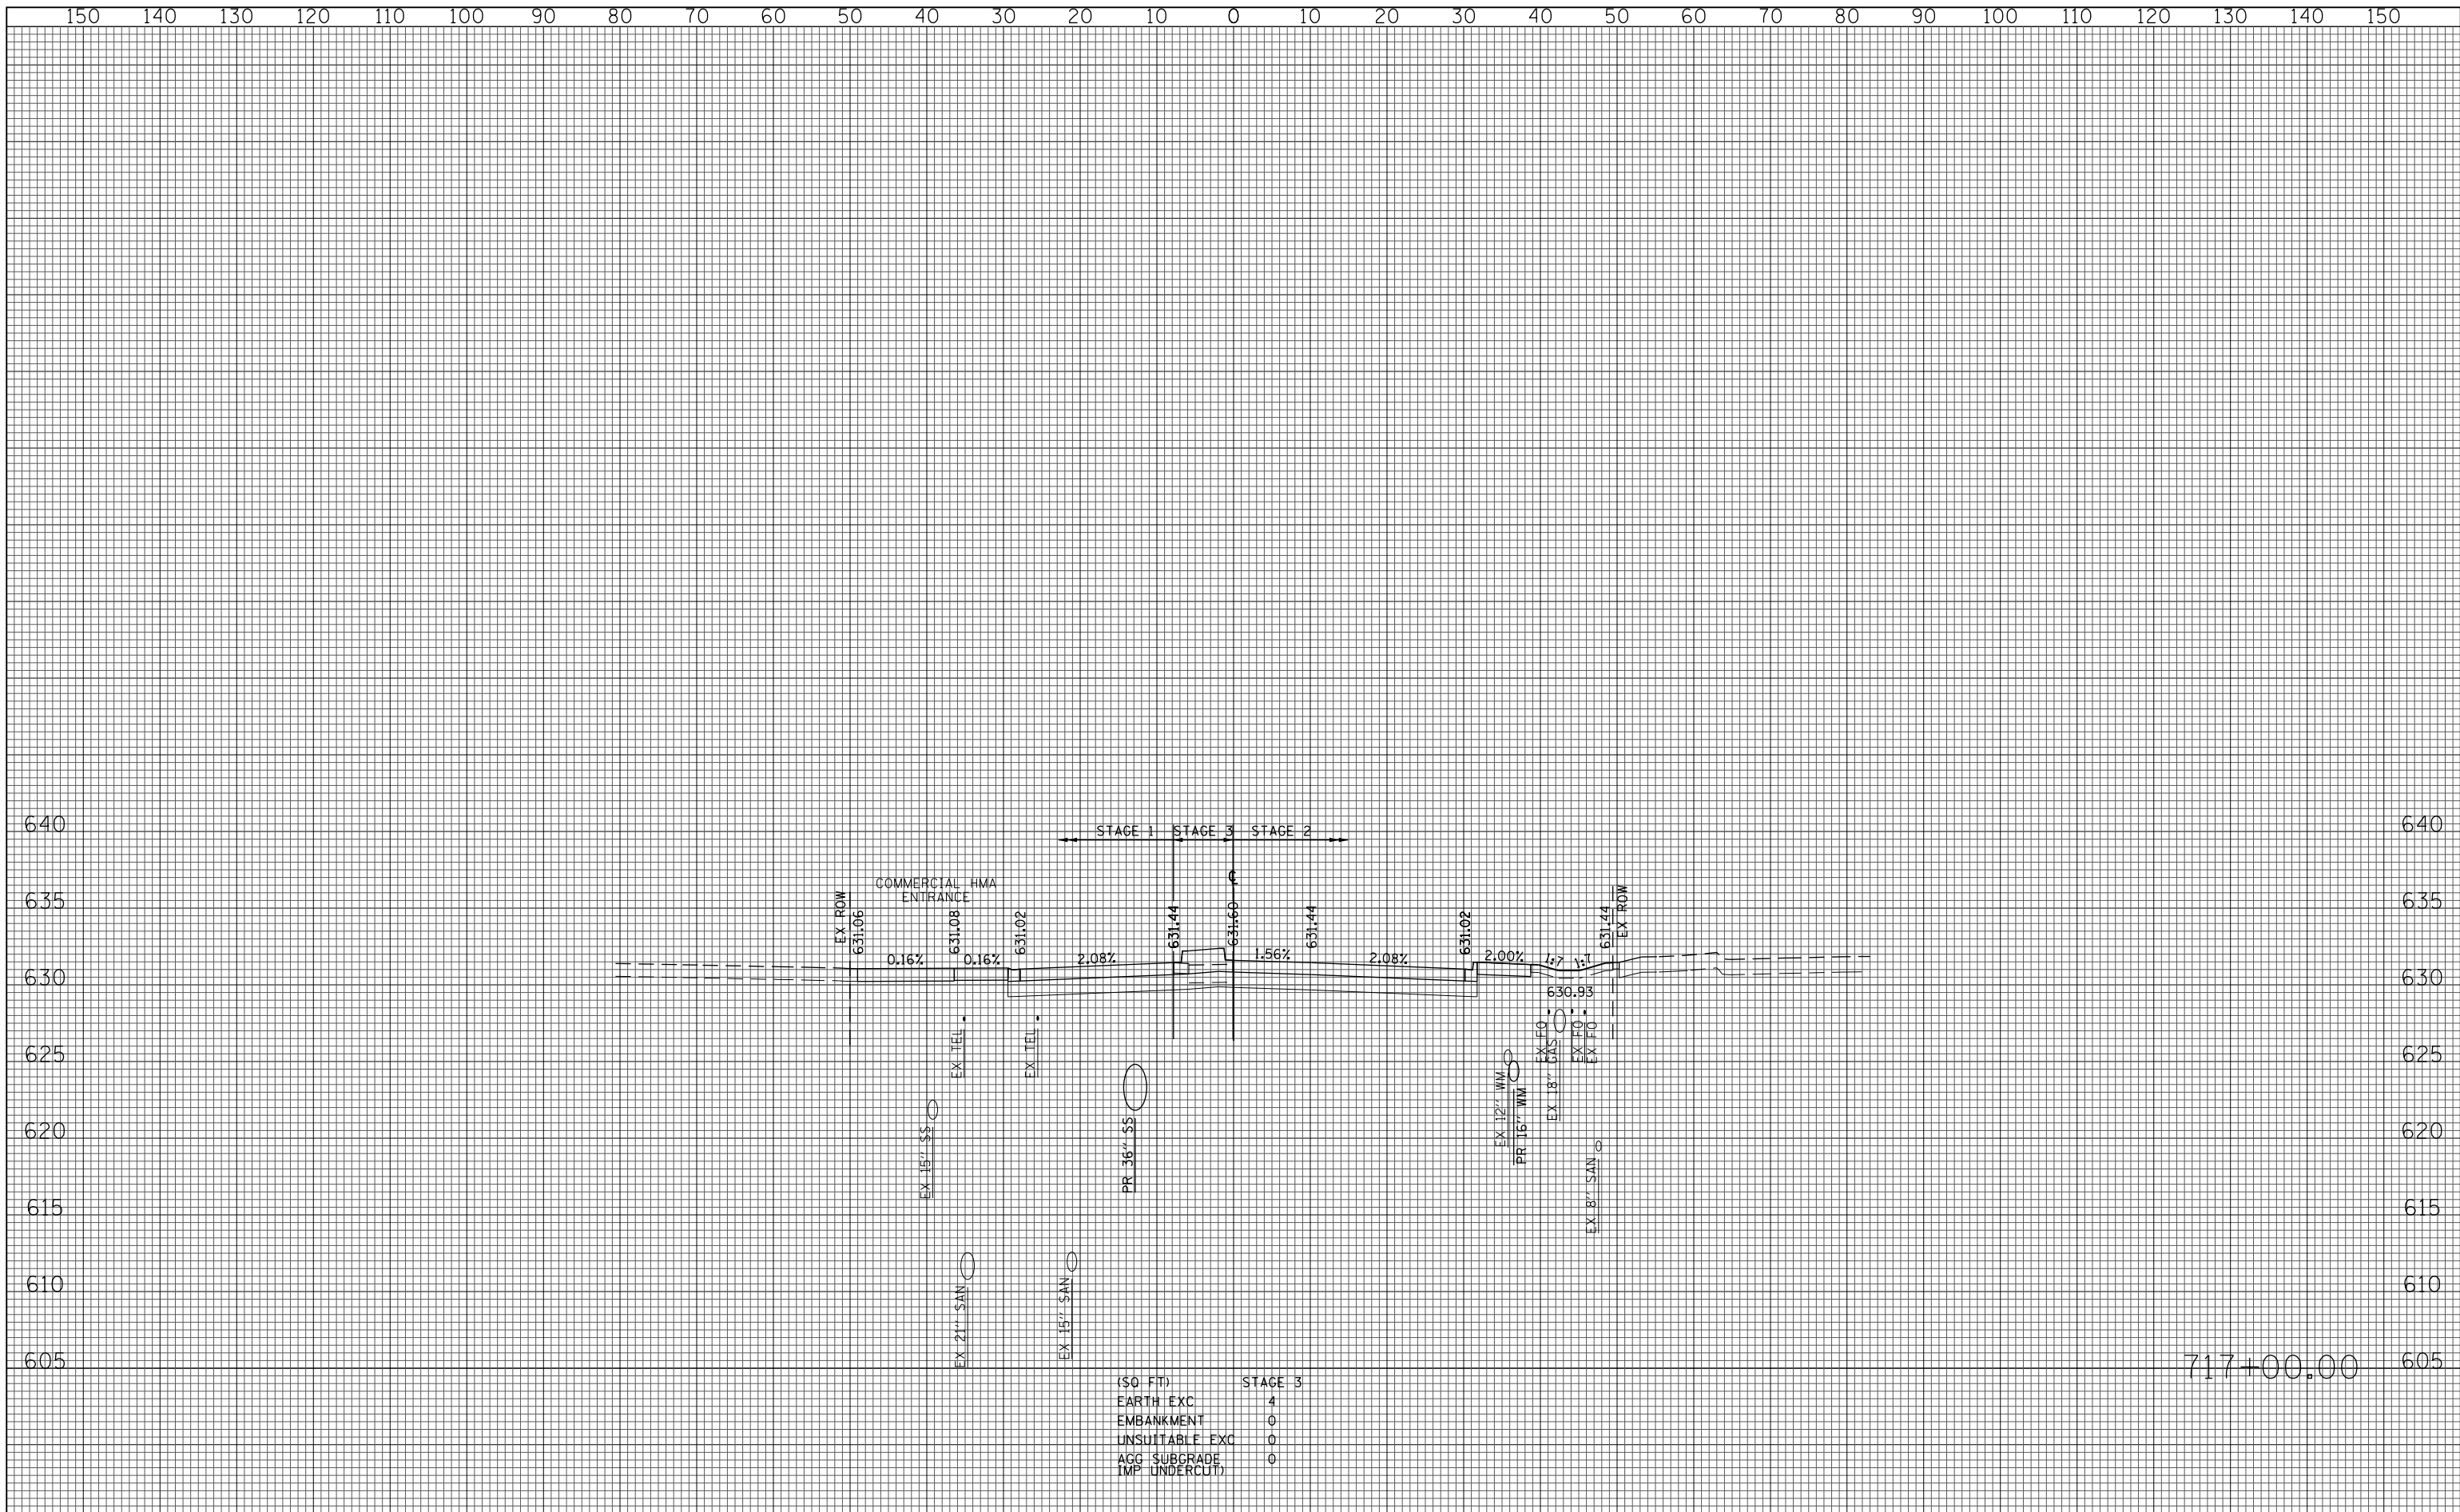 150 140 130 120 110 100 90 80 70 60 50 40 30 20 10 0 10 20 30 40 50 60 70 80 90 100 110 120 130 140 150
640 640
STAGE 1 STAGE 3 STAGE 2
℄
COMMERCIAL HMA
ENTRANCE
635 635
EX ROW
631.06
631.08
631.02
631.44
631.60
631.44
631.02
631.44
EX ROW
0.16% 0.16% 2.08% 1.56% 2.08% 2.00% 1:7 1:7
630 630
630.93
EX TEL
EX TEL
EX FO
EX 18" GAS
EX FO
EX FO
625 625
EX 12" WM
PR 16" WM
EX 15" SS
PR 36" SS
620 620
EX 8" SAN
615 615
EX 21" SAN
EX 15" SAN
610 610
605 717+00.00 605
(SQ FT) STAGE 3
EARTH EXC 4
EMBANKMENT 0
UNSUITABLE EXC 0
AGG SUBGRADE 0
IMP UNDERCUT)